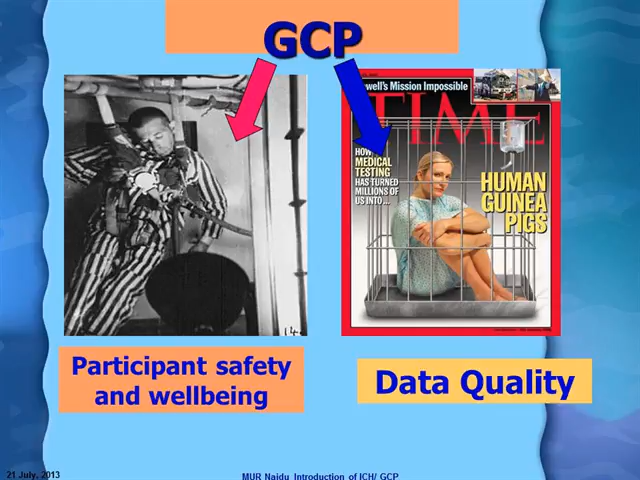 GCP
...well's Mission Impossible
TIME
HOW
MEDICAL
TESTING
HAS TURNED
MILLIONS OF
US INTO...
HUMAN
GUINEA
PIGS
Participant safety
and wellbeing
Data Quality
21 July, 2013
MUR Naidu Introduction of ICH/ GCP